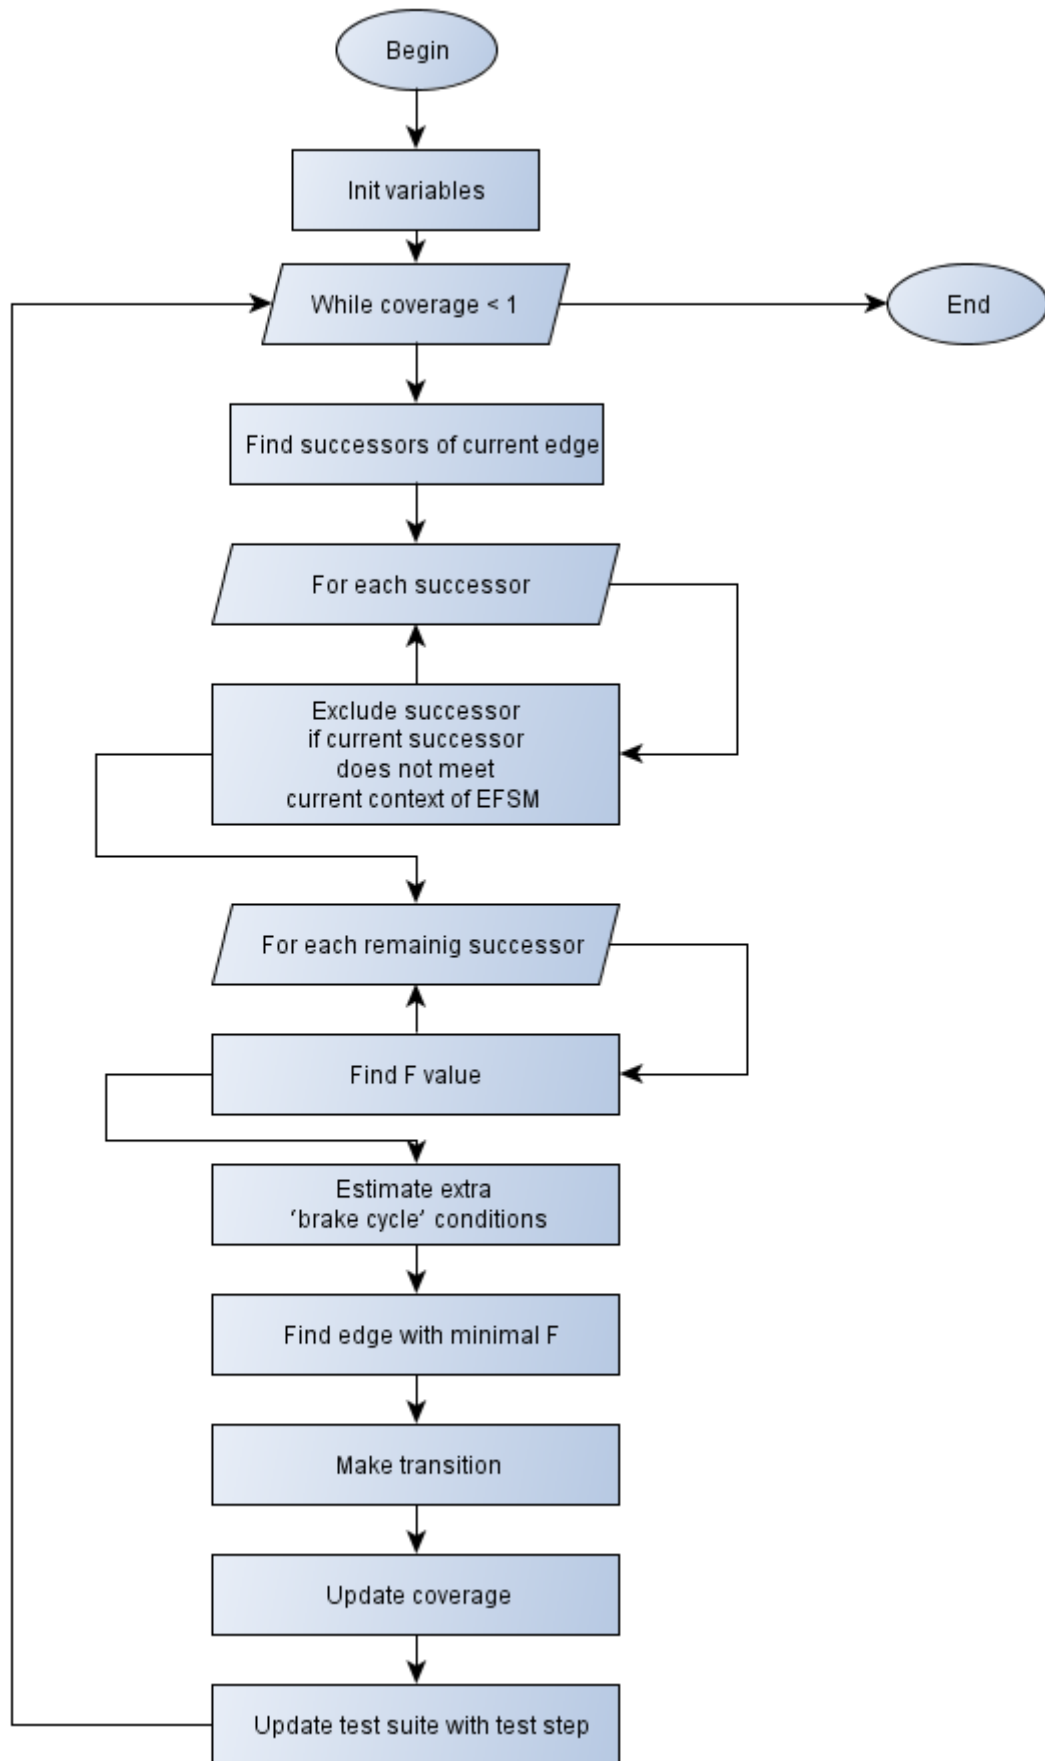 Begin
Init variables
While coverage < 1
End
Find successors of current edge
For each successor
Exclude successor
if current successor
does not meet
current context of EFSM
For each remainig successor
Find F value
Estimate extra
‘brake cycle’ conditions
Find edge with minimal F
Make transition
Update coverage
Update test suite with test step